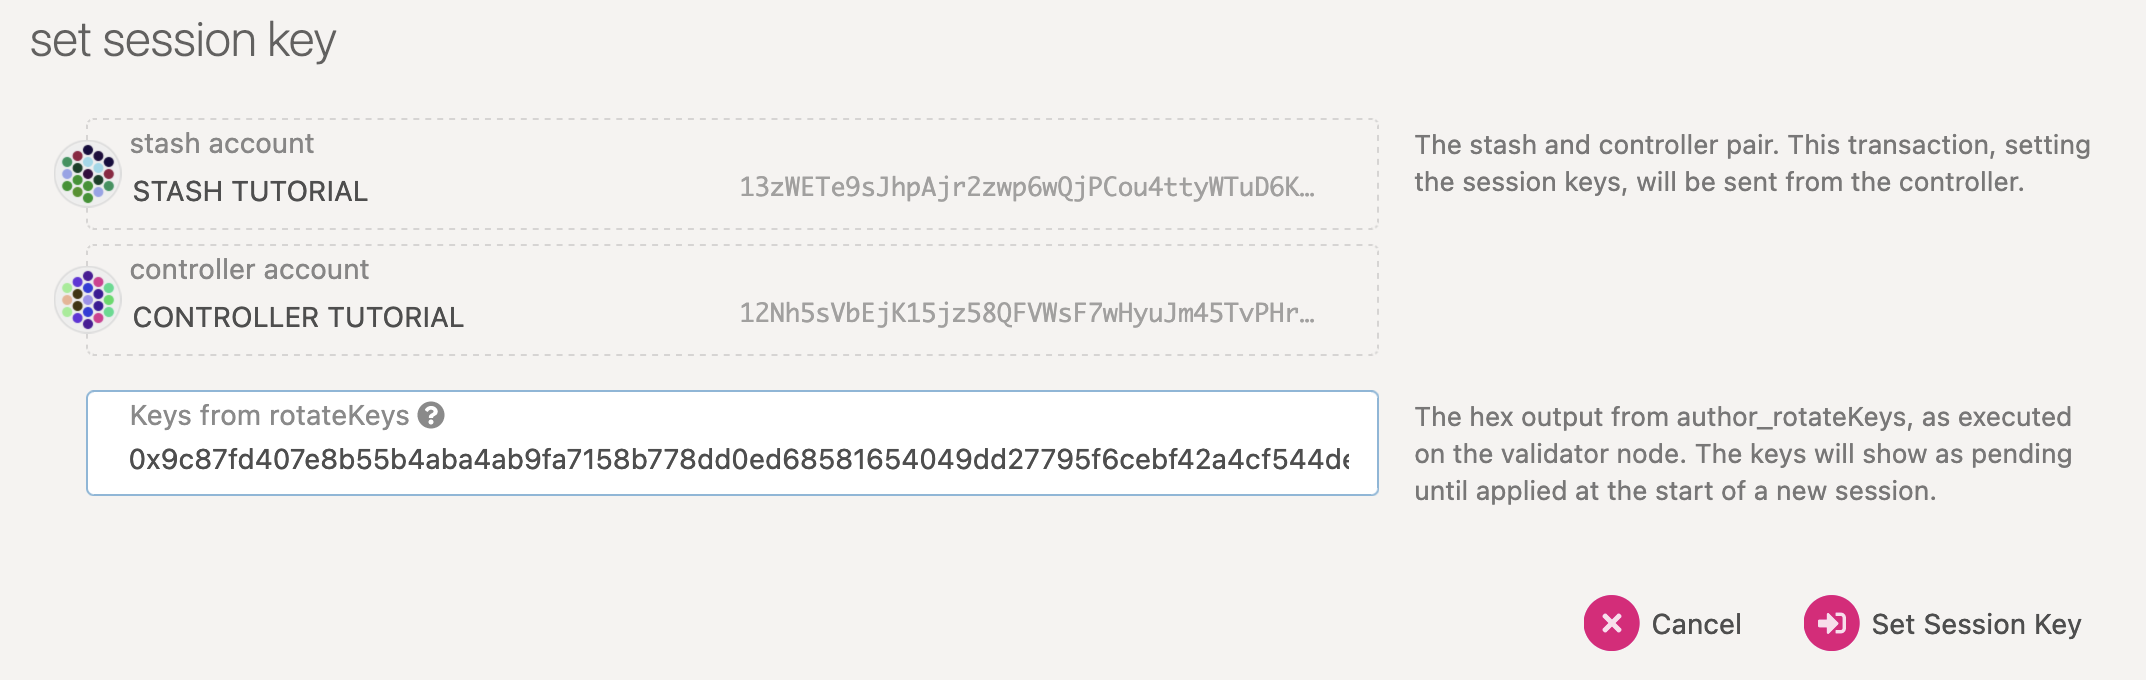 set session key
stash account
STASH TUTORIAL
13zWETe9sJhpAjr2zwp6wQjPCou4ttyWTuD6K…
The stash and controller pair. This transaction, setting
the session keys, will be sent from the controller.
controller account
CONTROLLER TUTORIAL
12Nh5sVbEjK15jz58QFVWsF7wHyuJm45TvPHr…
Keys from rotateKeys
0x9c87fd407e8b55b4aba4ab9fa7158b778dd0ed68581654049dd27795f6cebf42a4cf544de
The hex output from author_rotateKeys, as executed
on the validator node. The keys will show as pending
until applied at the start of a new session.
Cancel
Set Session Key